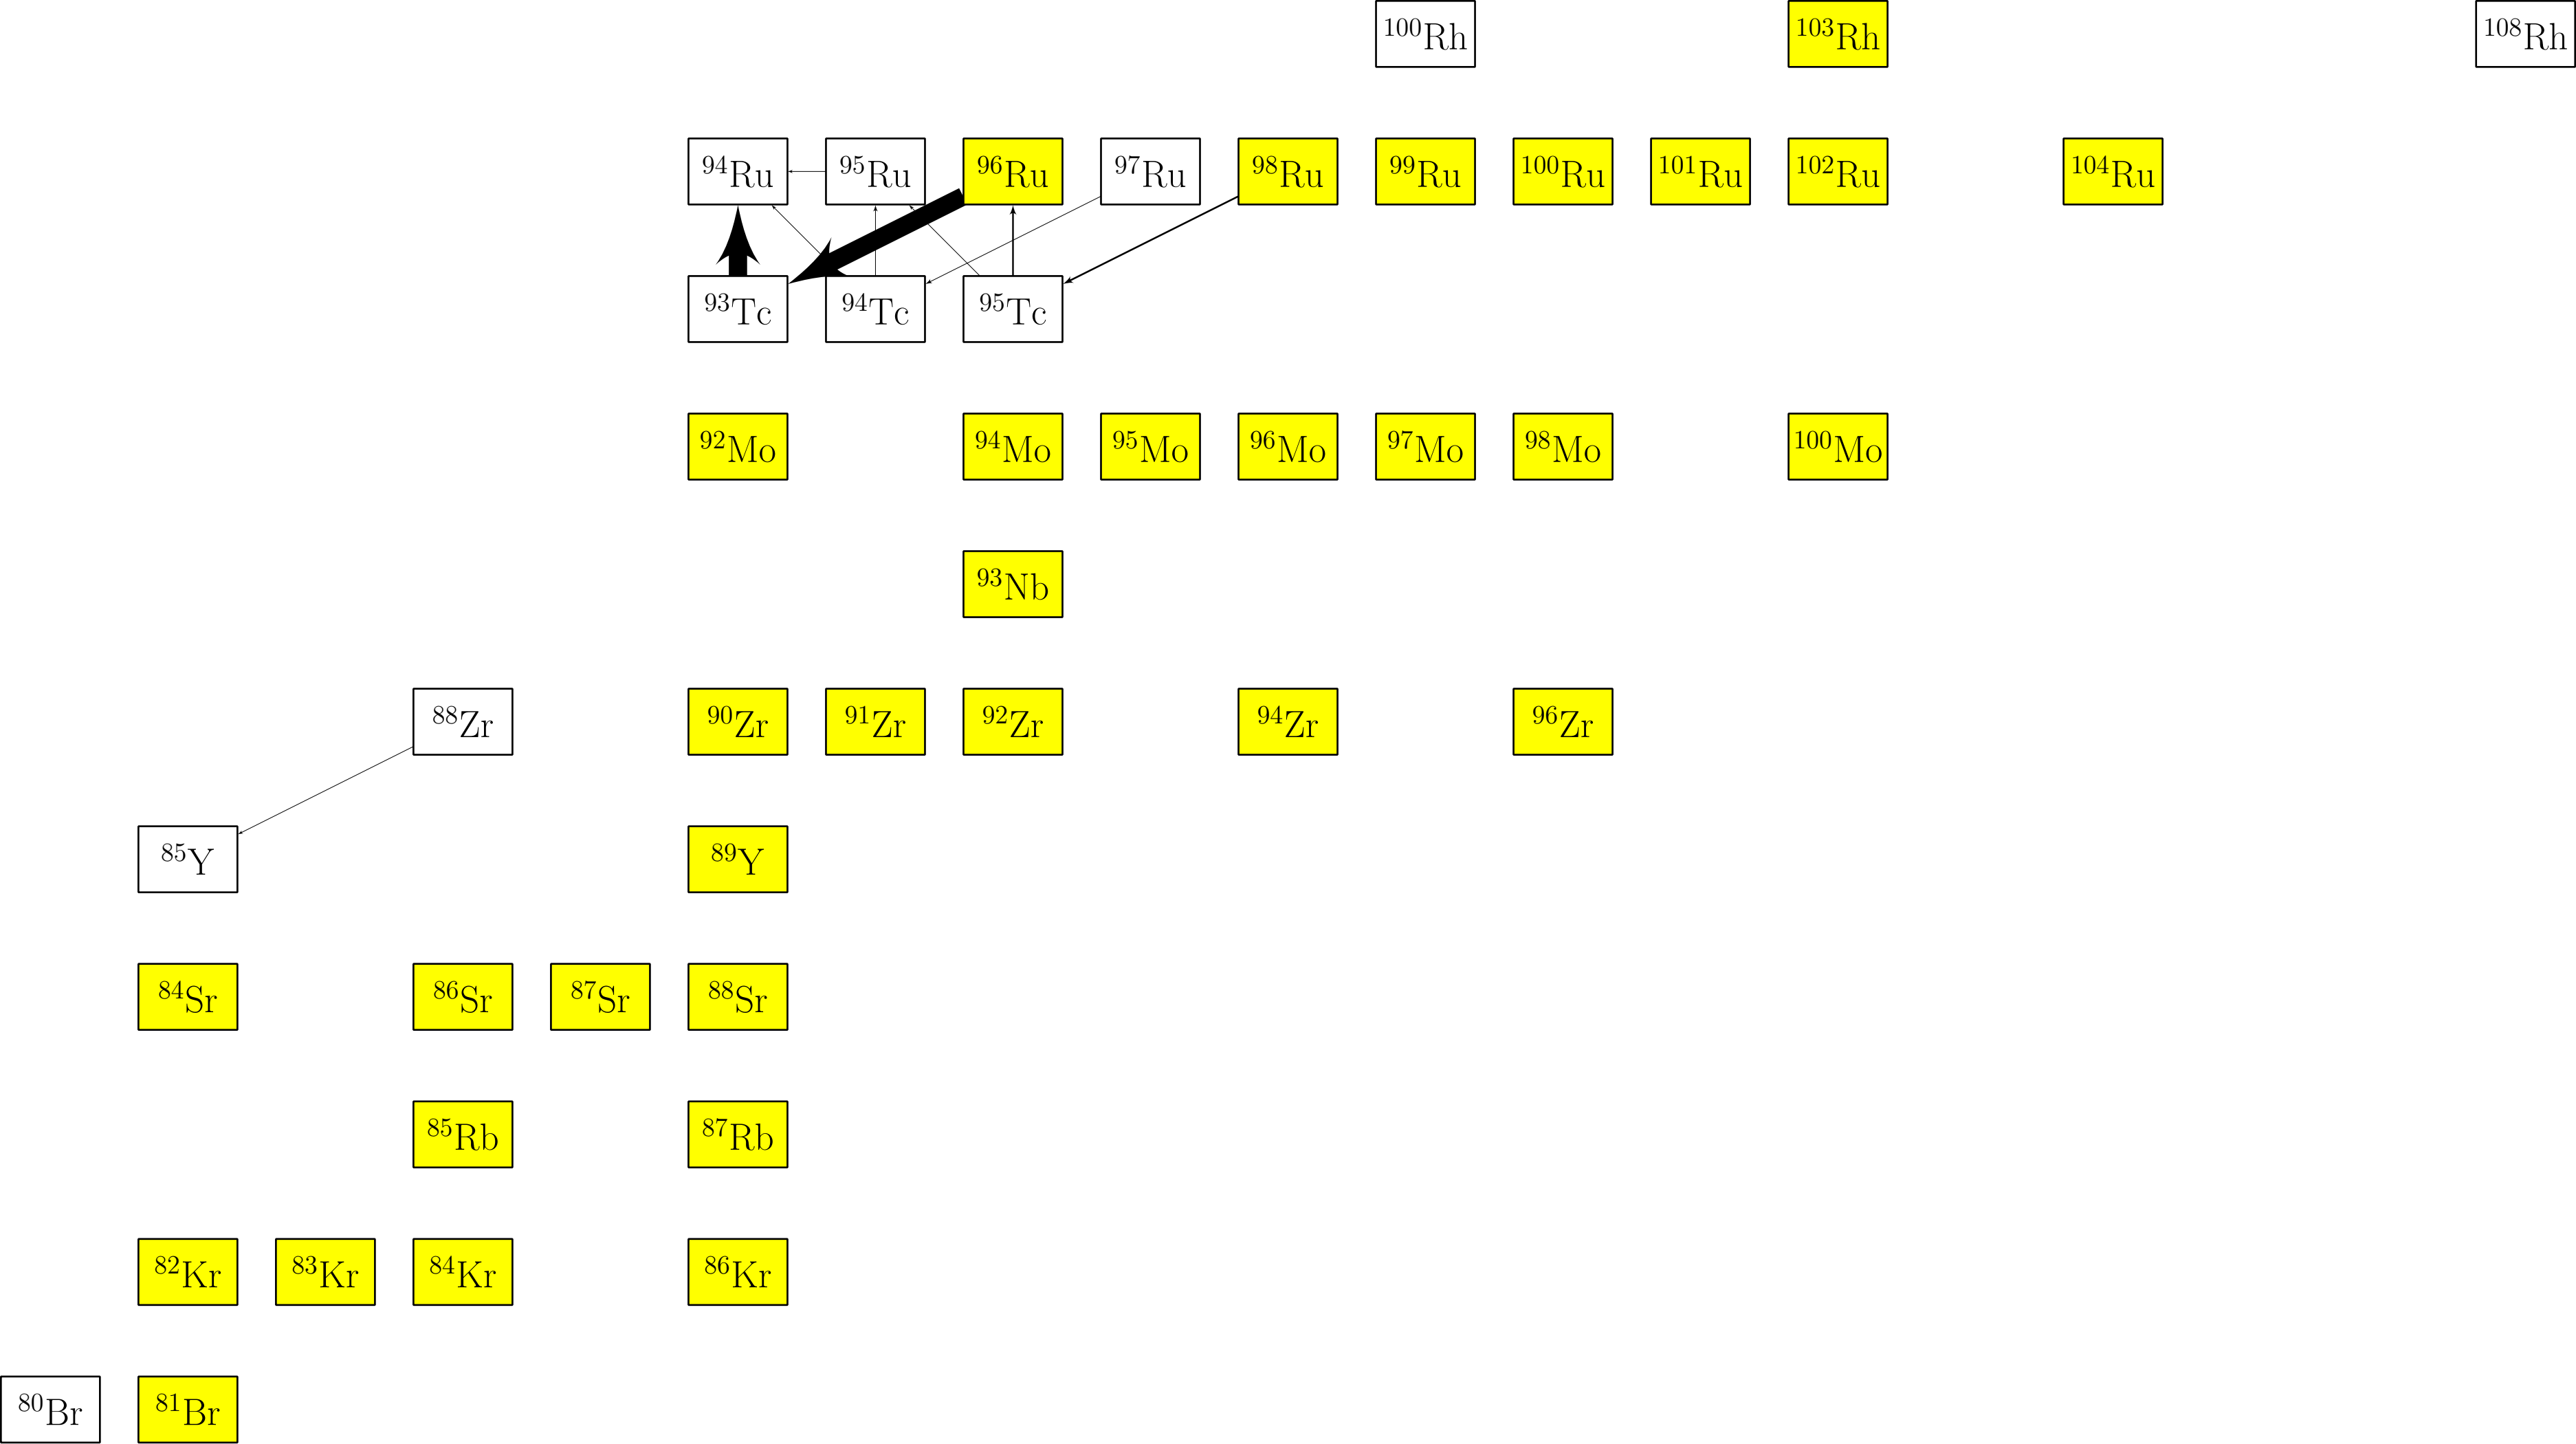 100Rh 103Rh 108Rh
94Ru 95Ru 96Ru 97Ru 98Ru 99Ru 100Ru 101Ru 102Ru 104Ru
93Tc 94Tc 95Tc
92Mo 94Mo 95Mo 96Mo 97Mo 98Mo 100Mo
93Nb
88Zr 90Zr 91Zr 92Zr 94Zr 96Zr
85Y 89Y
84Sr 86Sr 87Sr 88Sr
85Rb 87Rb
82Kr 83Kr 84Kr 86Kr
80Br 81Br